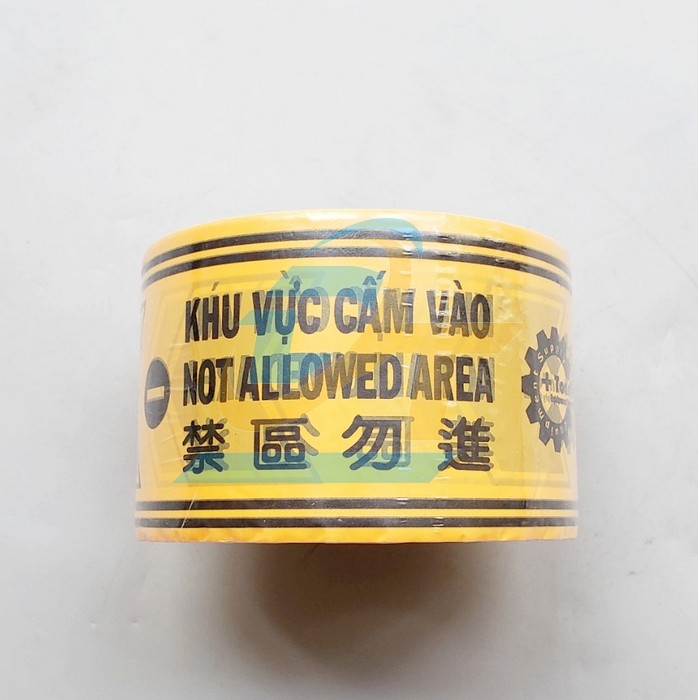 KHU VỰC CẤM VÀO
NOT ALLOWED AREA
禁區勿進